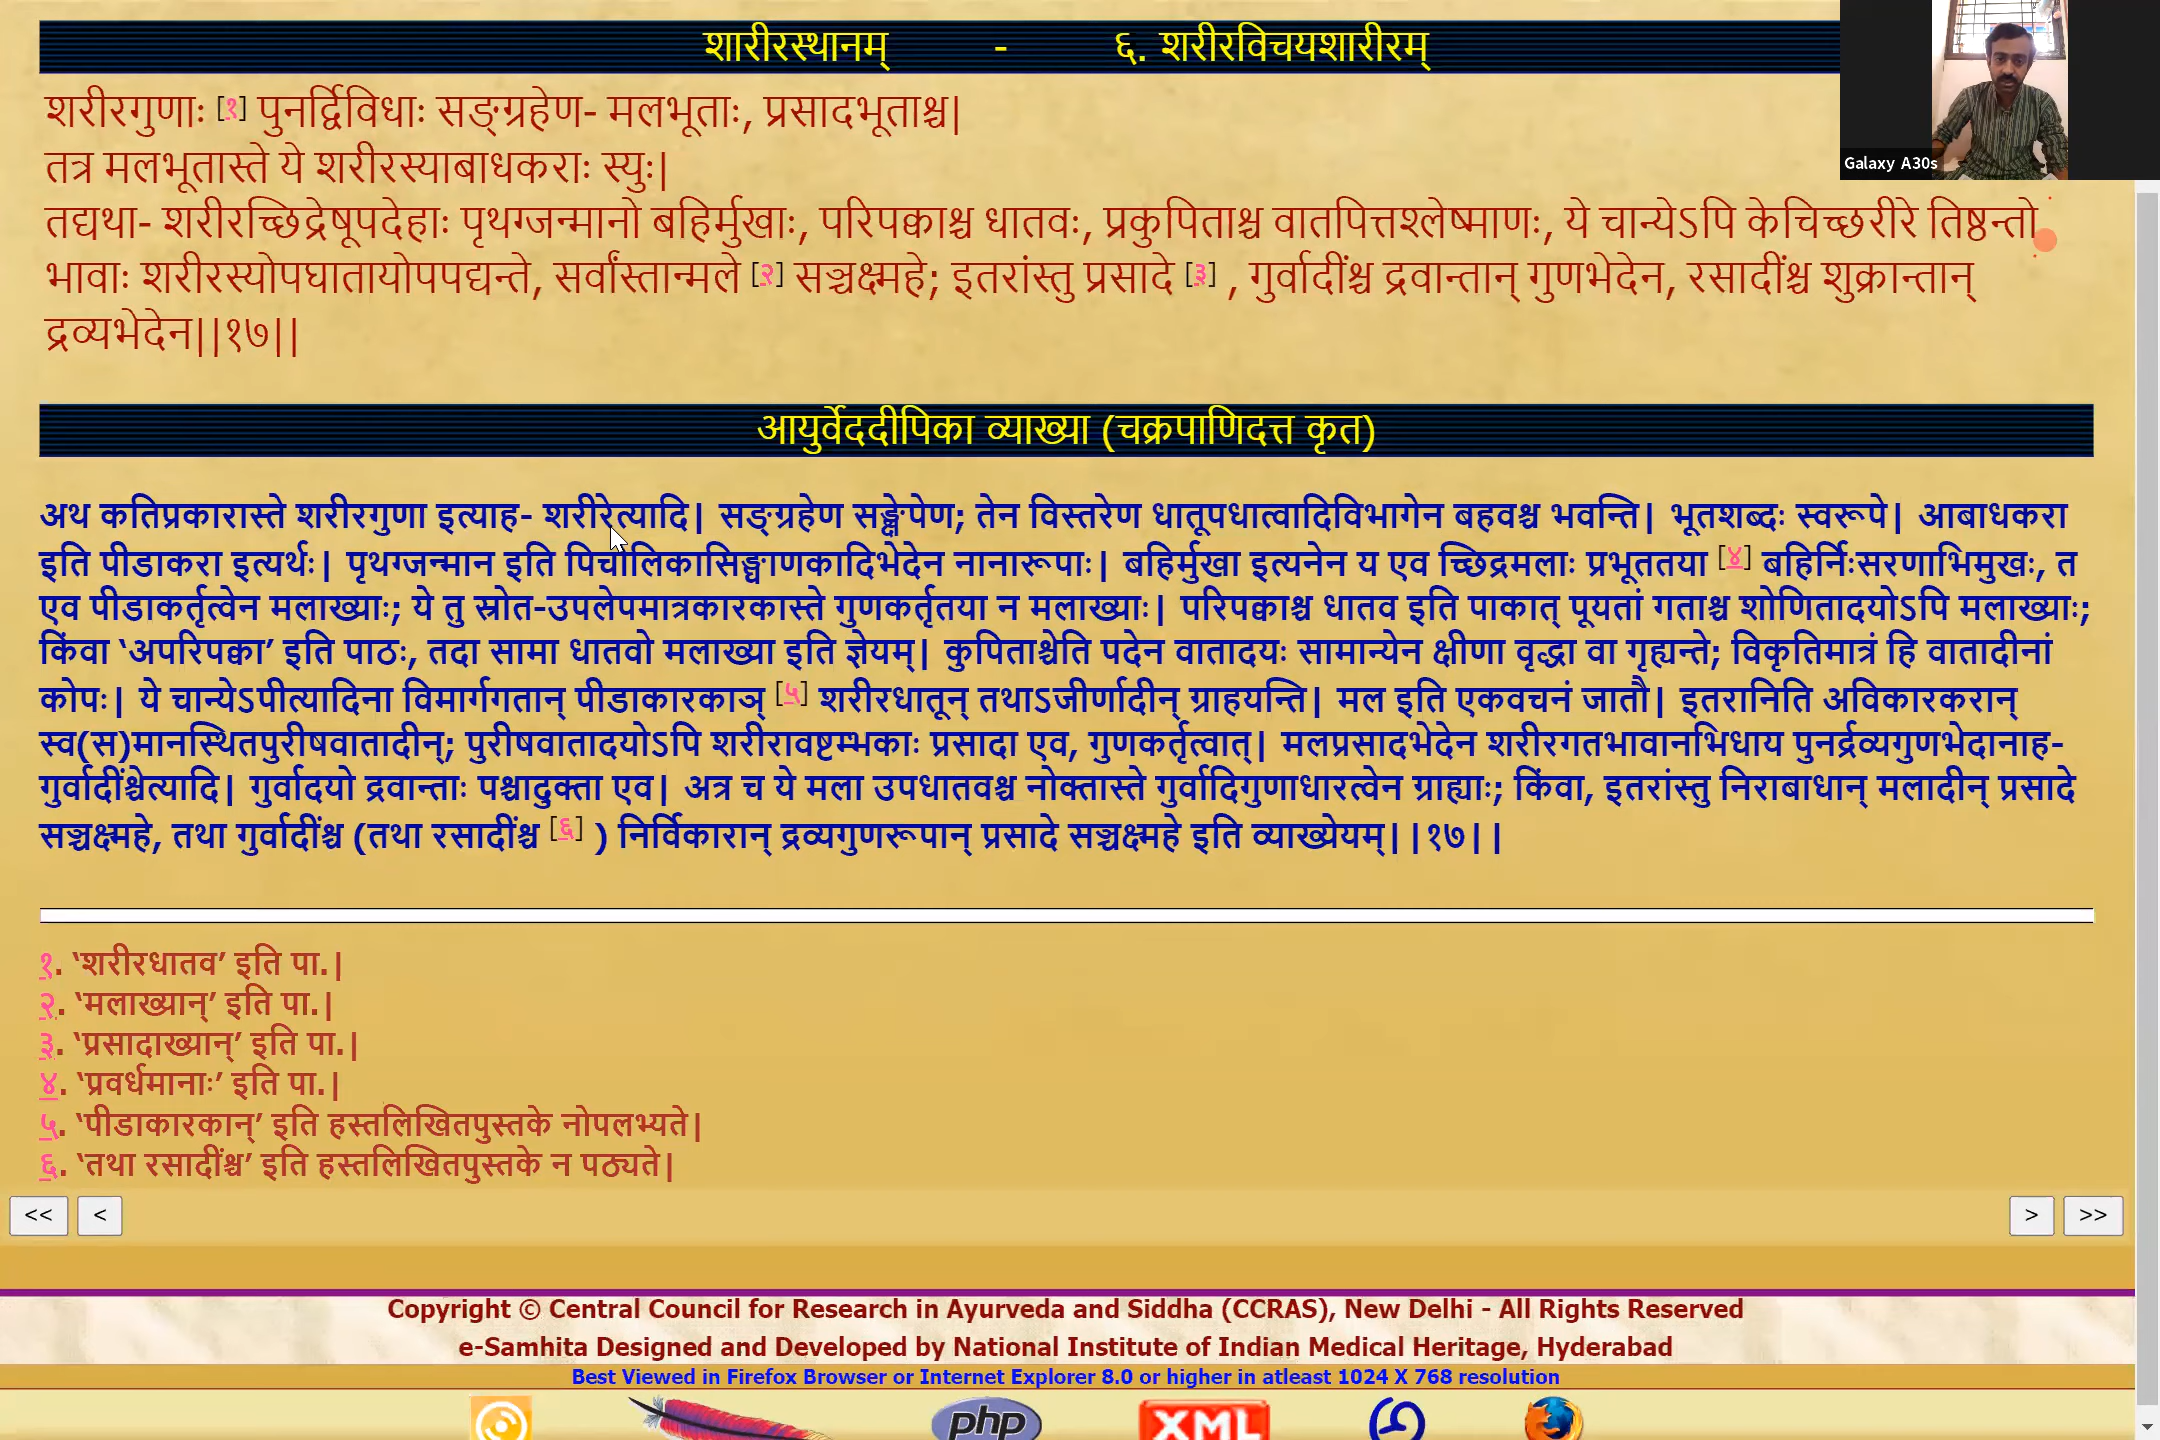 शारीरस्थानम् - ६. शरीरविचयशारीरम्
शरीरगुणाः [१] पुनर्द्विविधाः सङ्ग्रहेण- मलभूताः, प्रसादभूताश्च|
तत्र मलभूतास्ते ये शरीरस्याबाधकराः स्युः|
तद्यथा- शरीरच्छिद्रेषूपदेहाः पृथग्जन्मानो बहिर्मुखाः, परिपक्वाश्च धातवः, प्रकुपिताश्च वातपित्तश्लेष्माणः, ये चान्येऽपि केचिच्छरीरे तिष्ठन्तो
भावाः शरीरस्योपघातायोपपद्यन्ते, सर्वांस्तान्मले [२] सञ्चक्ष्महे; इतरांस्तु प्रसादे [३] , गुर्वादींश्च द्रवान्तान् गुणभेदेन, रसादींश्च शुक्रान्तान्
द्रव्यभेदेन||१७||
आयुर्वेददीपिका व्याख्या (चक्रपाणिदत्त कृत)
अथ कतिप्रकारास्ते शरीरगुणा इत्याह- शरीरेत्यादि| सङ्ग्रहेण सङ्क्षेपेण; तेन विस्तरेण धातूपधात्वादिविभागेन बहवश्च भवन्ति| भूतशब्दः स्वरूपे| आबाधकरा
इति पीडाकरा इत्यर्थः| पृथग्जन्मान इति पिचोलिकासिङ्घाणकादिभेदेन नानारूपाः| बहिर्मुखा इत्यनेन य एव च्छिद्रमलाः प्रभूततया [४] बहिर्निःसरणाभिमुखः, त
एव पीडाकर्तृत्वेन मलाख्याः; ये तु स्रोत-उपलेपमात्रकारकास्ते गुणकर्तृतया न मलाख्याः| परिपक्वाश्च धातव इति पाकात् पूयतां गताश्च शोणितादयोऽपि मलाख्याः;
किंवा ‘अपरिपक्वा’ इति पाठः, तदा सामा धातवो मलाख्या इति ज्ञेयम्| कुपिताश्चेति पदेन वातादयः सामान्येन क्षीणा वृद्धा वा गृह्यन्ते; विकृतिमात्रं हि वातादीनां
कोपः| ये चान्येऽपीत्यादिना विमार्गगतान् पीडाकारकाञ् [५] शरीरधातून् तथाऽजीर्णादीन् ग्राहयन्ति| मल इति एकवचनं जातौ| इतरानिति अविकारकरान्
स्व(स)मानस्थितपुरीषवातादीन्; पुरीषवातादयोऽपि शरीरावष्टम्भकाः प्रसादा एव, गुणकर्तृत्वात्| मलप्रसादभेदेन शरीरगतभावानभिधाय पुनर्द्रव्यगुणभेदानाह-
गुर्वादींश्चेत्यादि| गुर्वादयो द्रवान्ताः पश्चादुक्ता एव| अत्र च ये मला उपधातवश्च नोक्तास्ते गुर्वादिगुणाधारत्वेन ग्राह्याः; किंवा, इतरांस्तु निराबाधान् मलादीन् प्रसादे
सञ्चक्ष्महे, तथा गुर्वादींश्च (तथा रसादींश्च [६] ) निर्विकारान् द्रव्यगुणरूपान् प्रसादे सञ्चक्ष्महे इति व्याख्येयम्||१७||
१. ‘शरीरधातव’ इति पा.|
२. ‘मलाख्यान्’ इति पा.|
३. ‘प्रसादाख्यान्’ इति पा.|
४. ‘प्रवर्धमानाः’ इति पा.|
५. ‘पीडाकारकान्’ इति हस्तलिखितपुस्तके नोपलभ्यते|
६. ‘तथा रसादींश्च’ इति हस्तलिखितपुस्तके न पठ्यते|
<< < > >>
Copyright © Central Council for Research in Ayurveda and Siddha (CCRAS), New Delhi - All Rights Reserved
e-Samhita Designed and Developed by National Institute of Indian Medical Heritage, Hyderabad
Best Viewed in Firefox Browser or Internet Explorer 8.0 or higher in atleast 1024 X 768 resolution
php XML
Galaxy A30s